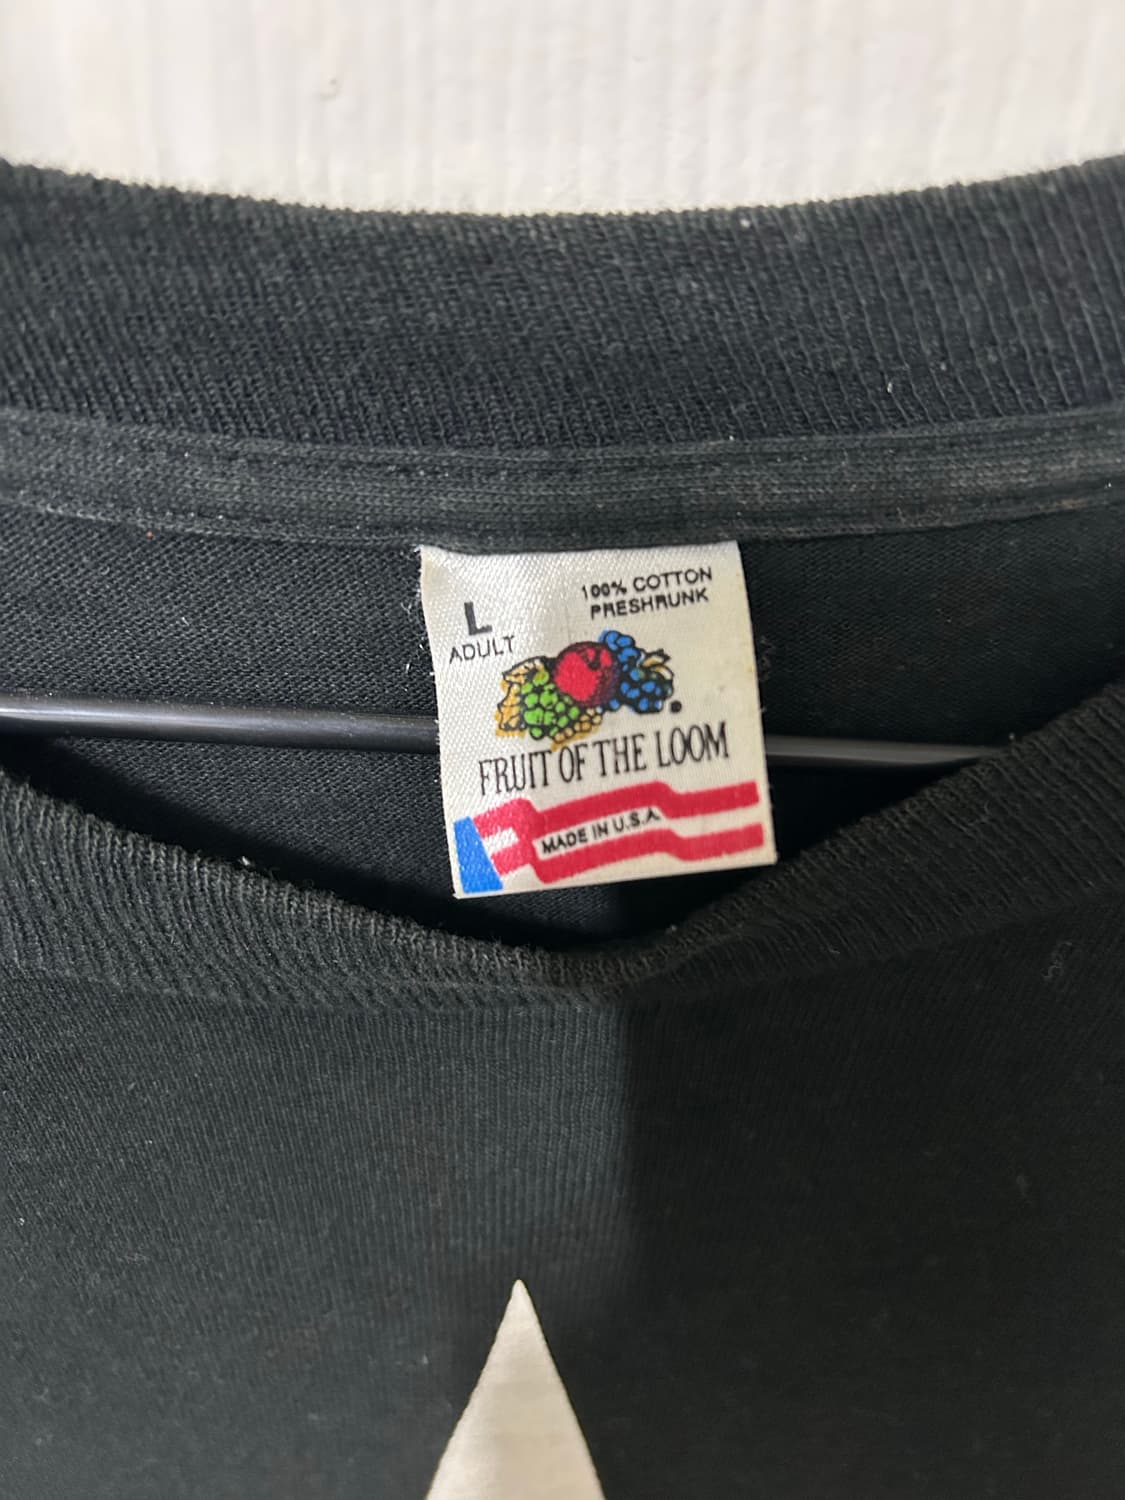 L
ADULT
100% COTTON
PRESHRUNK
FRUIT OF THE LOOM
MADE IN U.S.A.